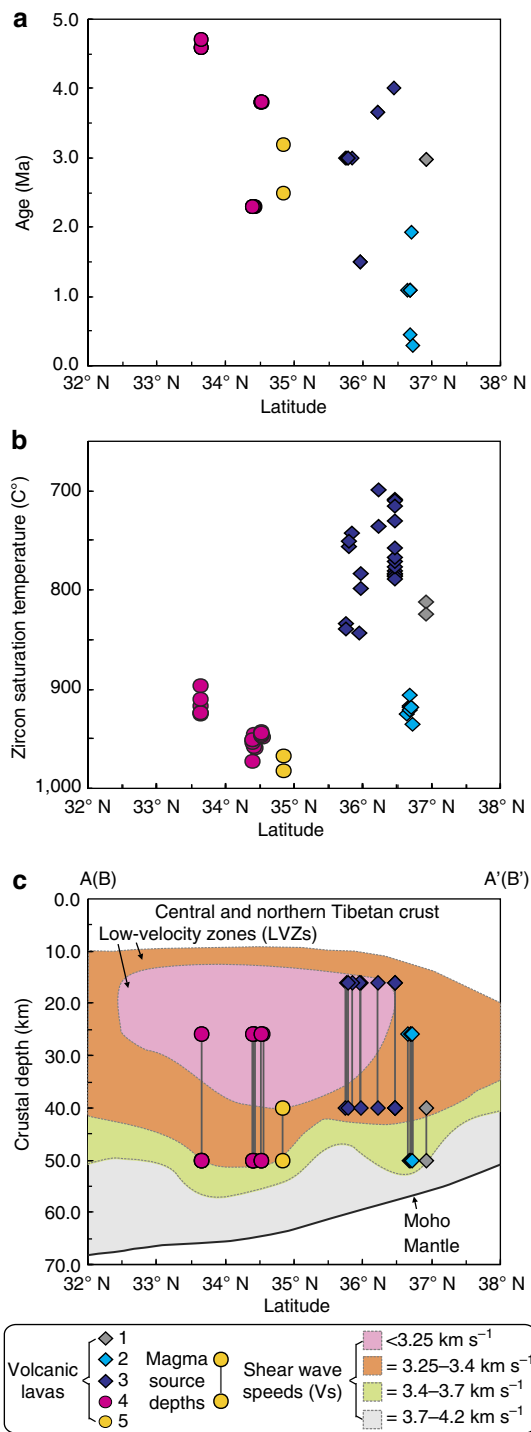 a
5.0
4.0
3.0
2.0
1.0
0.0
Age (Ma)
32° N 33° N 34° N 35° N 36° N 37° N 38° N
Latitude
b
700
800
900
1,000
Zircon saturation temperature (C°)
32° N 33° N 34° N 35° N 36° N 37° N 38° N
Latitude
c
A(B) A'(B')
Central and northern Tibetan crust
Low-velocity zones (LVZs)
0.0
10.0
20.0
30.0
40.0
50.0
60.0
70.0
Crustal depth (km)
Moho
Mantle
32° N 33° N 34° N 35° N 36° N 37° N 38° N
Latitude
Volcanic lavas
1
2
3
4
5
Magma source depths
Shear wave speeds (Vs)
<3.25 km s⁻¹
= 3.25–3.4 km s⁻¹
= 3.4–3.7 km s⁻¹
= 3.7–4.2 km s⁻¹